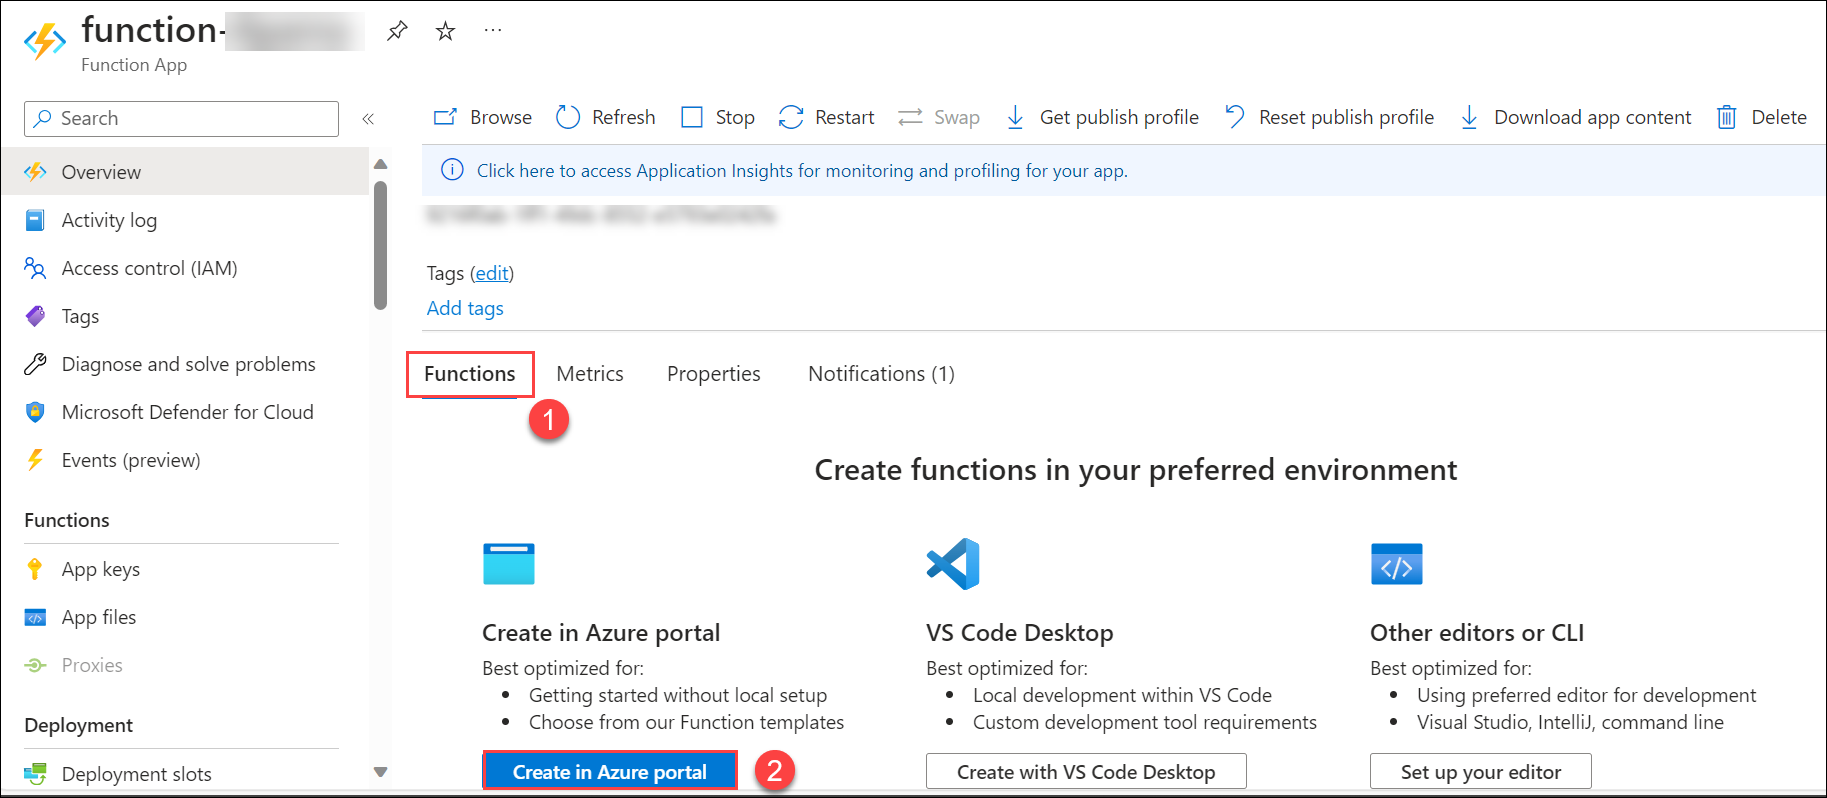 function-
Function App
Search
«
Browse
Refresh
Stop
Restart
Swap
Get publish profile
Reset publish profile
Download app content
Delete
Overview
Activity log
Access control (IAM)
Tags
Diagnose and solve problems
Microsoft Defender for Cloud
Events (preview)
Functions
App keys
App files
Proxies
Deployment
Deployment slots
Click here to access Application Insights for monitoring and profiling for your app.
Tags (edit)
Add tags
Functions
Metrics
Properties
Notifications (1)
1
Create functions in your preferred environment
Create in Azure portal
Best optimized for:
• Getting started without local setup
• Choose from our Function templates
Create in Azure portal
2
VS Code Desktop
Best optimized for:
• Local development within VS Code
• Custom development tool requirements
Create with VS Code Desktop
Other editors or CLI
Best optimized for:
• Using preferred editor for development
• Visual Studio, IntelliJ, command line
Set up your editor